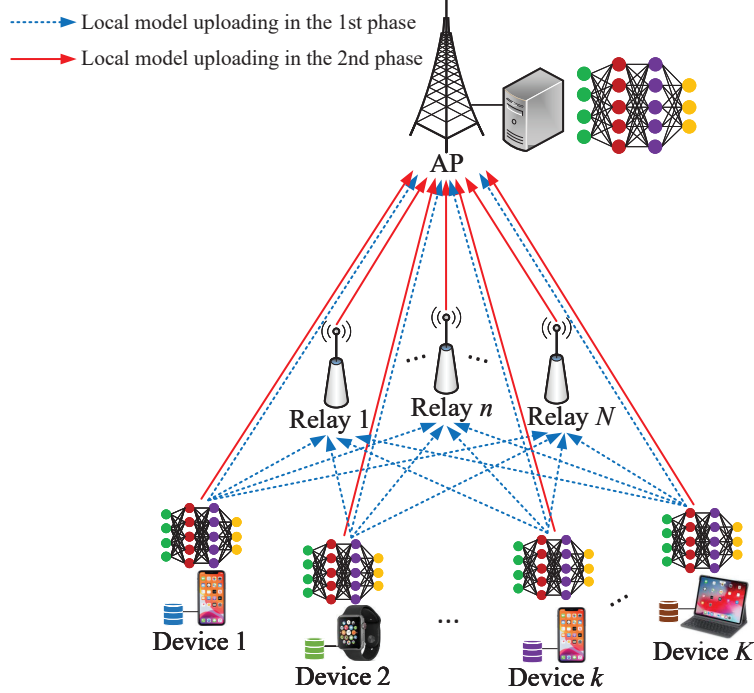 Local model uploading in the 1st phase
Local model uploading in the 2nd phase
AP
Relay 1
... ...
Relay n
Relay N
Device 1
Device 2
...
Device k
...
Device K